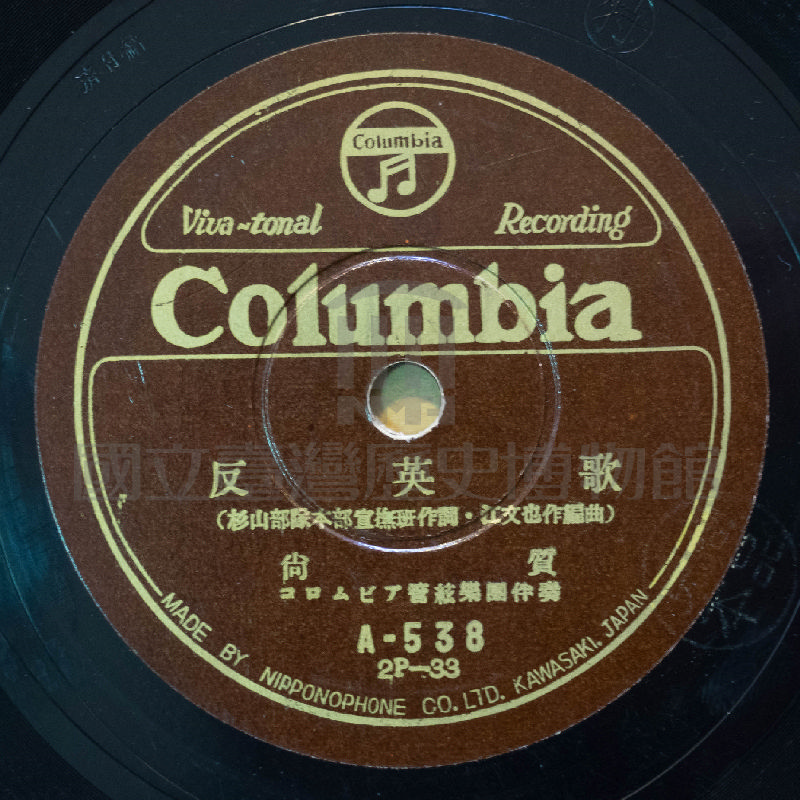 Columbia
Viva-tonal Recording
Columbia
國立臺灣歷史博物館
反英歌
(杉山部隊本部宣撫班作詞・江文也作編曲)
尚質
コロムビア管絃樂團伴奏
A-538
2P-33
MADE BY NIPPONOPHONE CO. LTD. KAWASAKI, JAPAN